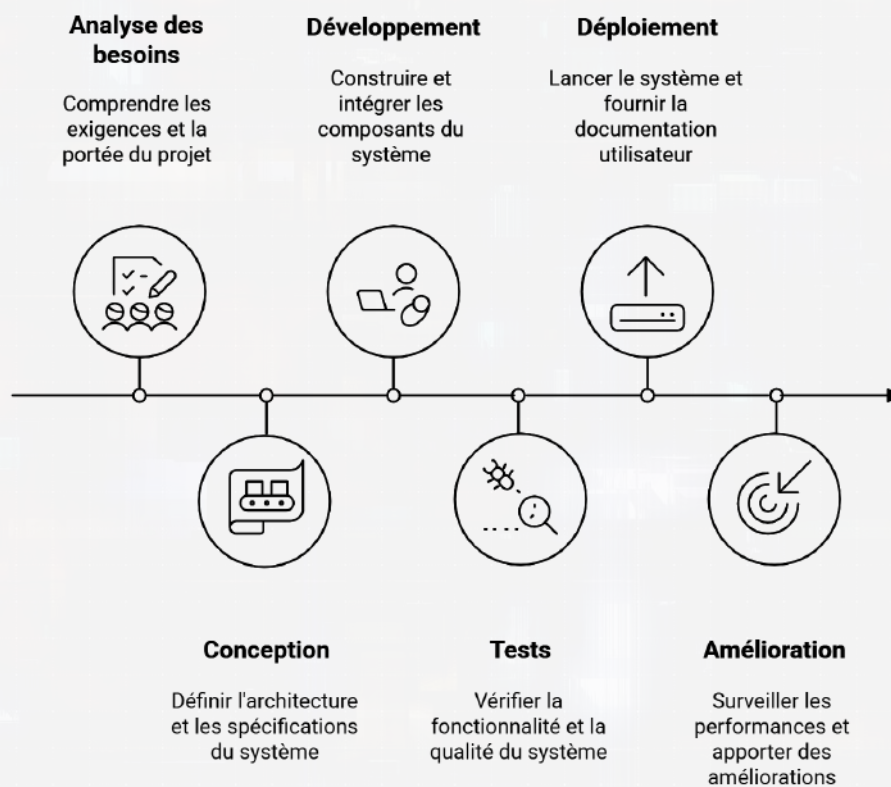 Analyse des
besoins
Comprendre les
exigences et la
portée du projet
Développement
Construire et
intégrer les
composants du
système
Déploiement
Lancer le système et
fournir la
documentation
utilisateur
Conception
Définir l'architecture
et les spécifications
du système
Tests
Vérifier la
fonctionnalité et la
qualité du système
Amélioration
Surveiller les
performances et
apporter des
améliorations